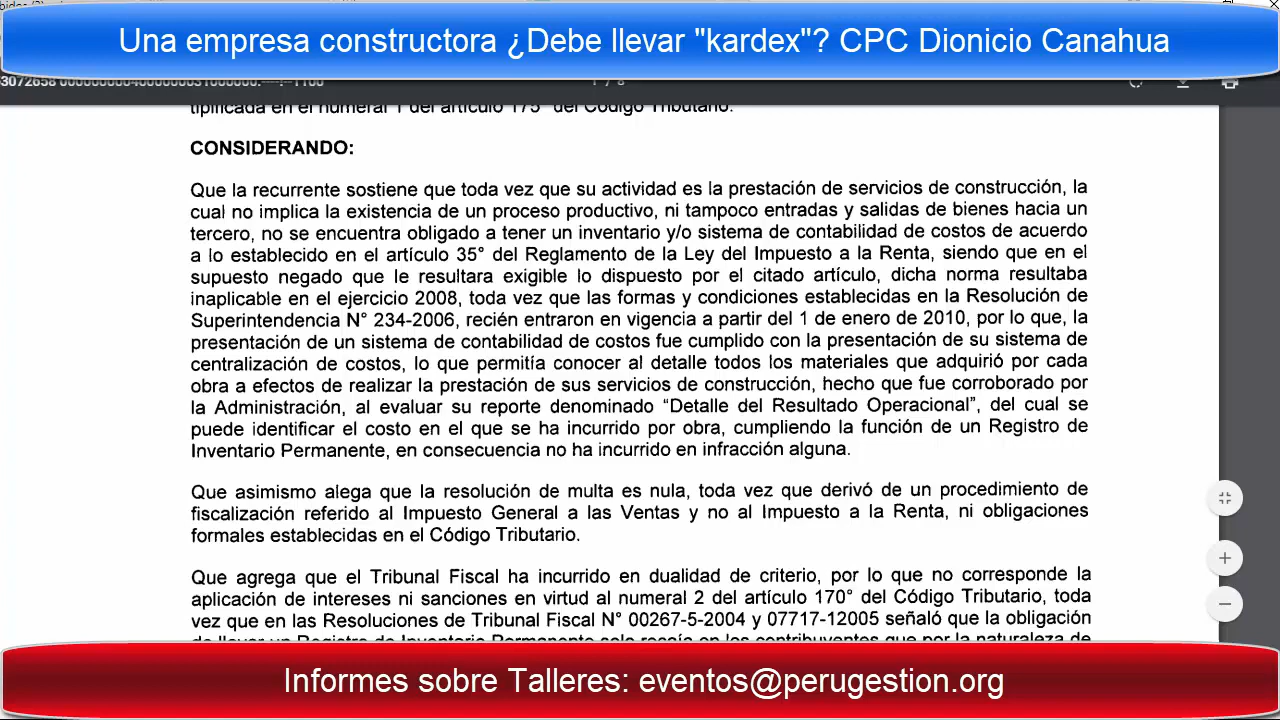 Una empresa constructora ¿Debe llevar "kardex"? CPC Dionicio Canahua
tipificada en el numeral 1 del artículo 175° del Código Tributario.
CONSIDERANDO:
Que la recurrente sostiene que toda vez que su actividad es la prestación de servicios de construcción, la
cual no implica la existencia de un proceso productivo, ni tampoco entradas y salidas de bienes hacia un
tercero, no se encuentra obligado a tener un inventario y/o sistema de contabilidad de costos de acuerdo
a lo establecido en el artículo 35° del Reglamento de la Ley del Impuesto a la Renta, siendo que en el
supuesto negado que le resultara exigible lo dispuesto por el citado artículo, dicha norma resultaba
inaplicable en el ejercicio 2008, toda vez que las formas y condiciones establecidas en la Resolución de
Superintendencia N° 234-2006, recién entraron en vigencia a partir del 1 de enero de 2010, por lo que, la
presentación de un sistema de contabilidad de costos fue cumplido con la presentación de su sistema de
centralización de costos, lo que permitía conocer al detalle todos los materiales que adquirió por cada
obra a efectos de realizar la prestación de sus servicios de construcción, hecho que fue corroborado por
la Administración, al evaluar su reporte denominado “Detalle del Resultado Operacional”, del cual se
puede identificar el costo en el que se ha incurrido por obra, cumpliendo la función de un Registro de
Inventario Permanente, en consecuencia no ha incurrido en infracción alguna.
Que asimismo alega que la resolución de multa es nula, toda vez que derivó de un procedimiento de
fiscalización referido al Impuesto General a las Ventas y no al Impuesto a la Renta, ni obligaciones
formales establecidas en el Código Tributario.
Que agrega que el Tribunal Fiscal ha incurrido en dualidad de criterio, por lo que no corresponde la
aplicación de intereses ni sanciones en virtud al numeral 2 del artículo 170° del Código Tributario, toda
vez que en las Resoluciones de Tribunal Fiscal N° 00267-5-2004 y 07717-12005 señaló que la obligación
de llevar un Registro de Inventario Permanente solo recaía en los contribuyentes que por la naturaleza de
Informes sobre Talleres: eventos@perugestion.org